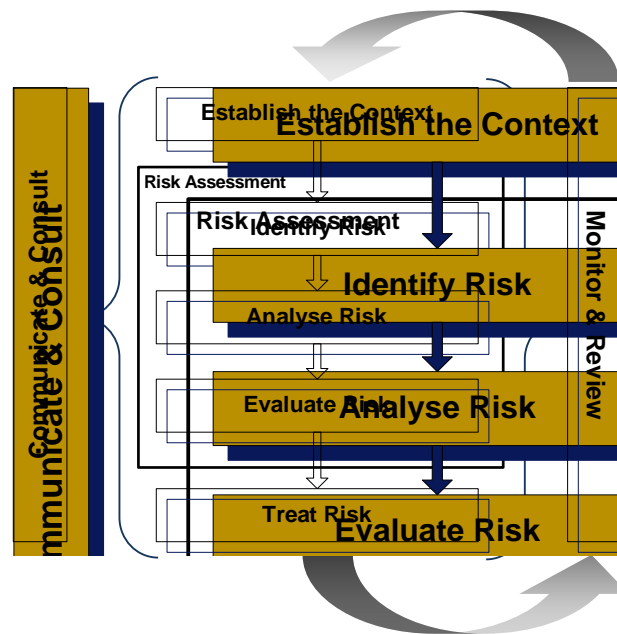 Establish the Context
Establish the Context
Risk Assessment
Risk Assessment
Identify Risk
Identify Risk
Analyse Risk
Evaluate Risk
Analyse Risk
Treat Risk
Evaluate Risk
Communicate & Consult
mmunicate & Consult
Monitor & Review